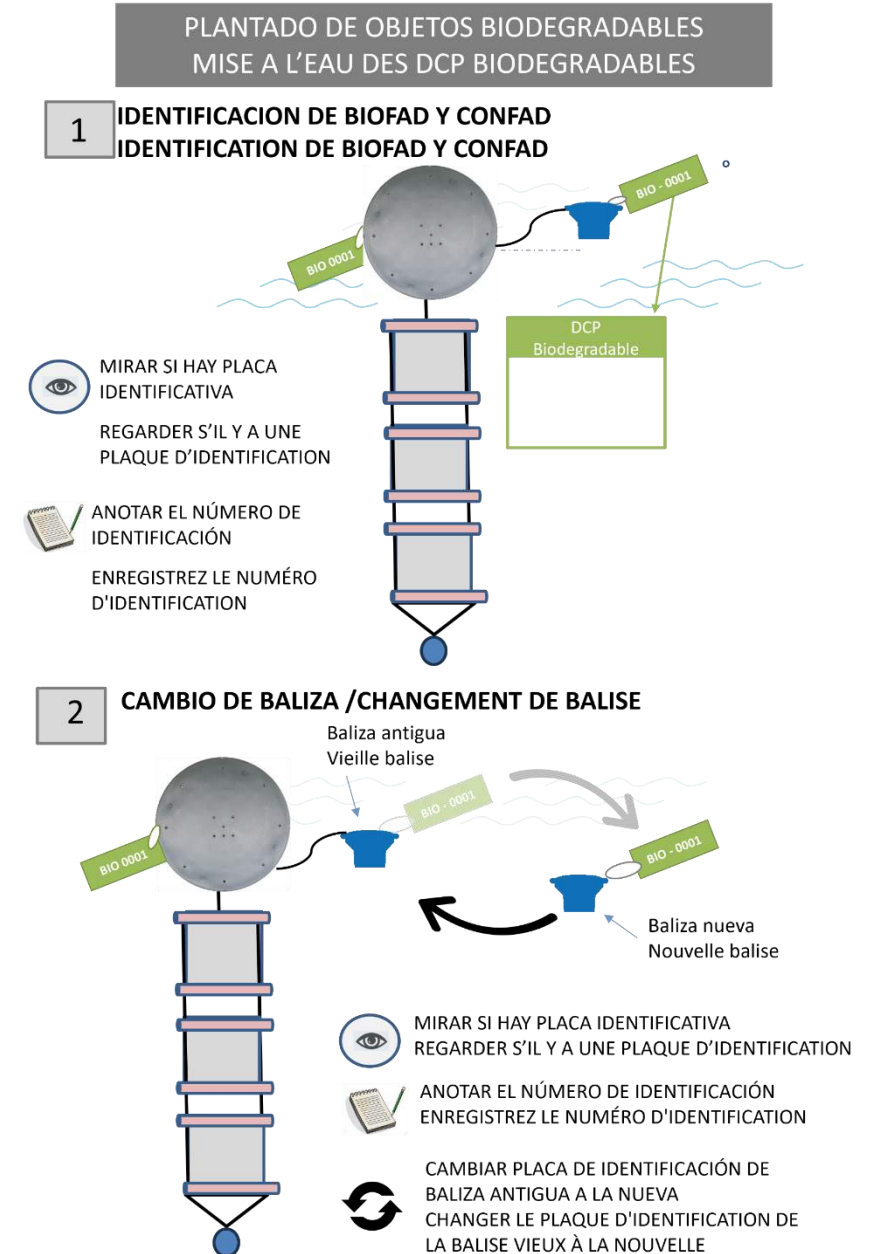 PLANTADO DE OBJETOS BIODEGRADABLES
MISE A L’EAU DES DCP BIODEGRADABLES
1
IDENTIFICACION DE BIOFAD Y CONFAD
IDENTIFICATION DE BIOFAD Y CONFAD
BIO - 0001
o
BIO 0001
DCP
Biodegradable
MIRAR SI HAY PLACA
IDENTIFICATIVA
REGARDER S’IL Y A UNE
PLAQUE D’IDENTIFICATION
ANOTAR EL NÚMERO DE
IDENTIFICACIÓN
ENREGISTREZ LE NUMÉRO
D'IDENTIFICATION
2
CAMBIO DE BALIZA /CHANGEMENT DE BALISE
Baliza antigua
Vieille balise
BIO - 0001
BIO 0001
BIO - 0001
Baliza nueva
Nouvelle balise
MIRAR SI HAY PLACA IDENTIFICATIVA
REGARDER S’IL Y A UNE PLAQUE D’IDENTIFICATION
ANOTAR EL NÚMERO DE IDENTIFICACIÓN
ENREGISTREZ LE NUMÉRO D'IDENTIFICATION
CAMBIAR PLACA DE IDENTIFICACIÓN DE
BALIZA ANTIGUA A LA NUEVA
CHANGER LE PLAQUE D'IDENTIFICATION DE
LA BALISE VIEUX À LA NOUVELLE